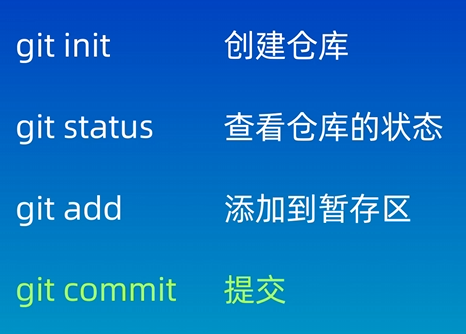 git init 创建仓库
git status 查看仓库的状态
git add 添加到暂存区
git commit 提交